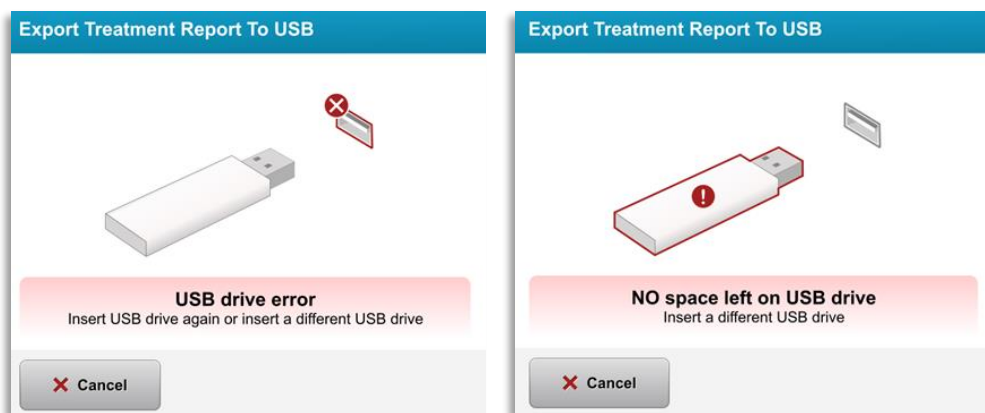 Export Treatment Report To USB
USB drive error
Insert USB drive again or insert a different USB drive
Cancel
Export Treatment Report To USB
NO space left on USB drive
Insert a different USB drive
Cancel